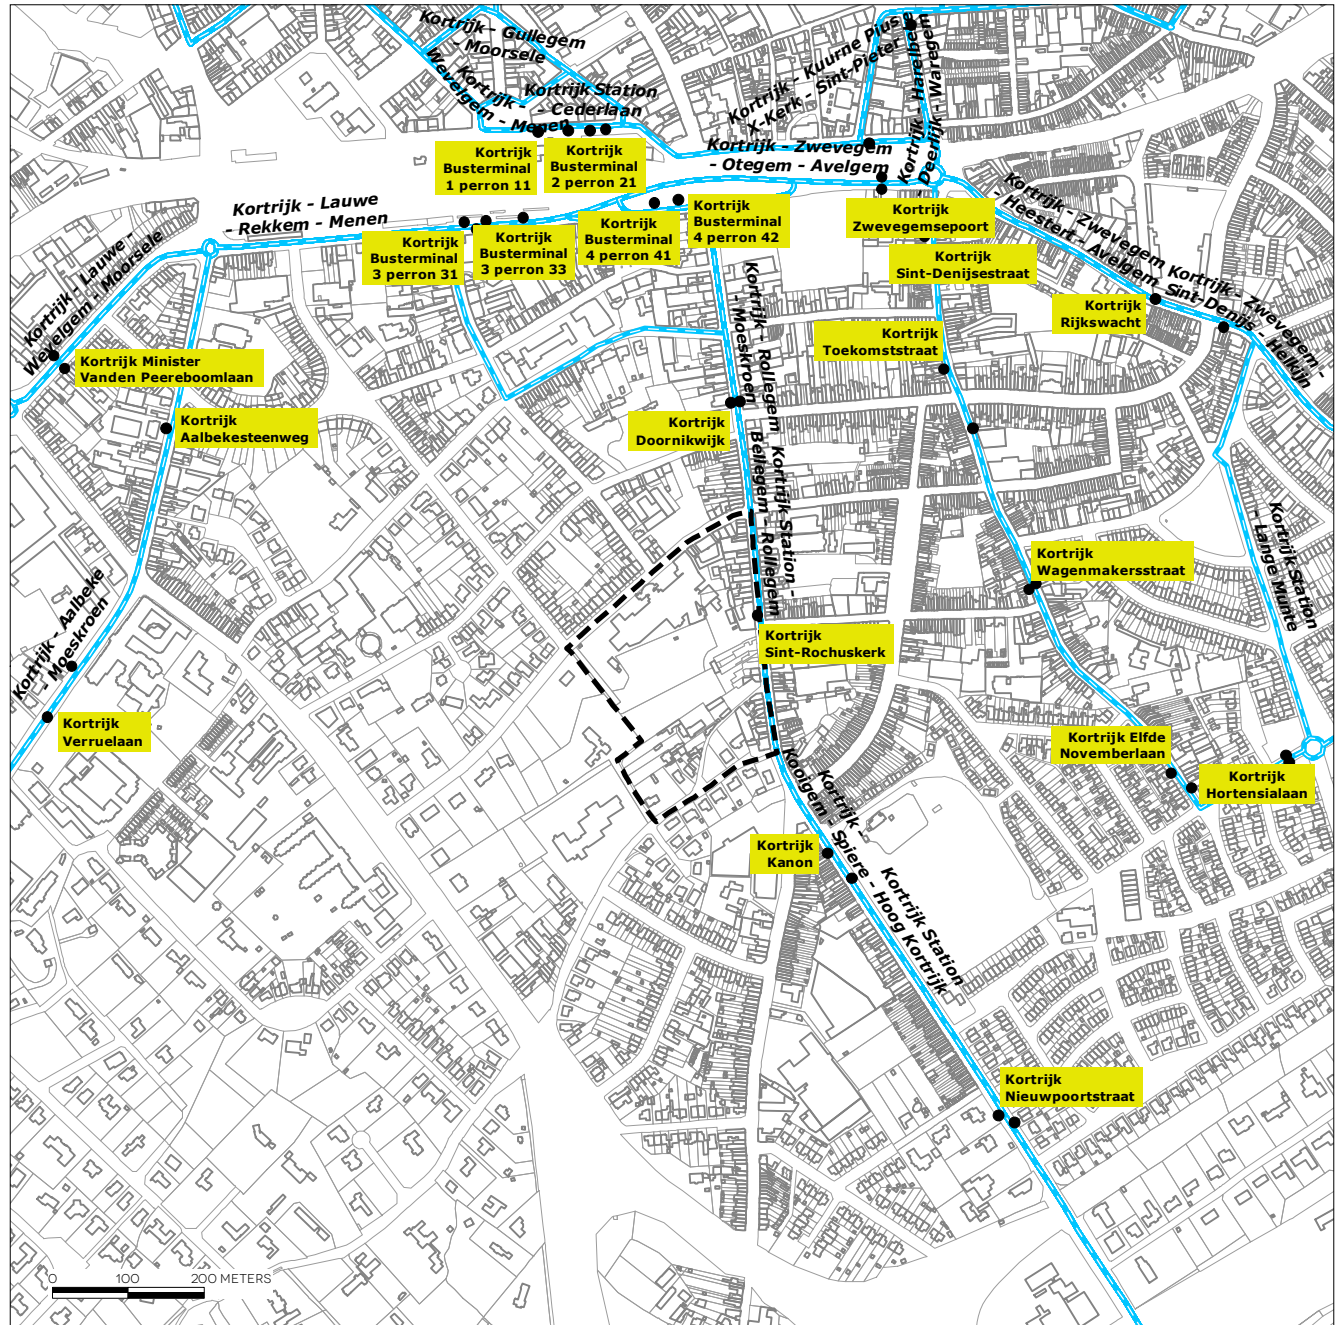 Kortrijk - Gullegem
- Moorsele
Kortrijk -
Wevelgem - Menen
Kortrijk Station
- Cederlaan
Kortrijk - Kuurne Pius
X-Kerk - Sint-Pieter
Kortrijk - Harelbeke
- Deerlijk - Waregem
Kortrijk - Zwevegem
- Otegem - Avelgem
Kortrijk
Busterminal
1 perron 11
Kortrijk
Busterminal
2 perron 21
Kortrijk - Lauwe
- Rekkem - Menen
Kortrijk - Lauwe -
Wevelgem - Moorsele
Kortrijk
Busterminal
3 perron 31
Kortrijk
Busterminal
3 perron 33
Kortrijk
Busterminal
4 perron 41
Kortrijk
Busterminal
4 perron 42
Kortrijk
Zwevegemsepoort
Kortrijk
Sint-Denijsestraat
Kortrijk - Zwevegem
- Heestert - Avelgem
Kortrijk - Zwevegem -
Sint-Denijs - Helkijn
Kortrijk
Rijkswacht
Kortrijk
Toekomststraat
Kortrijk Minister
Vanden Peereboomlaan
Kortrijk
Aalbekesteenweg
Kortrijk - Rollegem
- Moeskroen
Kortrijk
Doornikwijk
Kortrijk Station -
Bellegem - Rollegem
Kortrijk Station
- Lange Munte
Kortrijk
Wagenmakersstraat
Kortrijk
Sint-Rochuskerk
Kortrijk - Aalbeke
- Moeskroen
Kortrijk
Verruelaan
Kortrijk Elfde
Novemberlaan
Kortrijk
Hortensialaan
Kortrijk -
Kooigem - Spiere
Kortrijk
Kanon
Kortrijk Station
- Hoog Kortrijk
Kortrijk
Nieuwpoortstraat
0 100 200 METERS